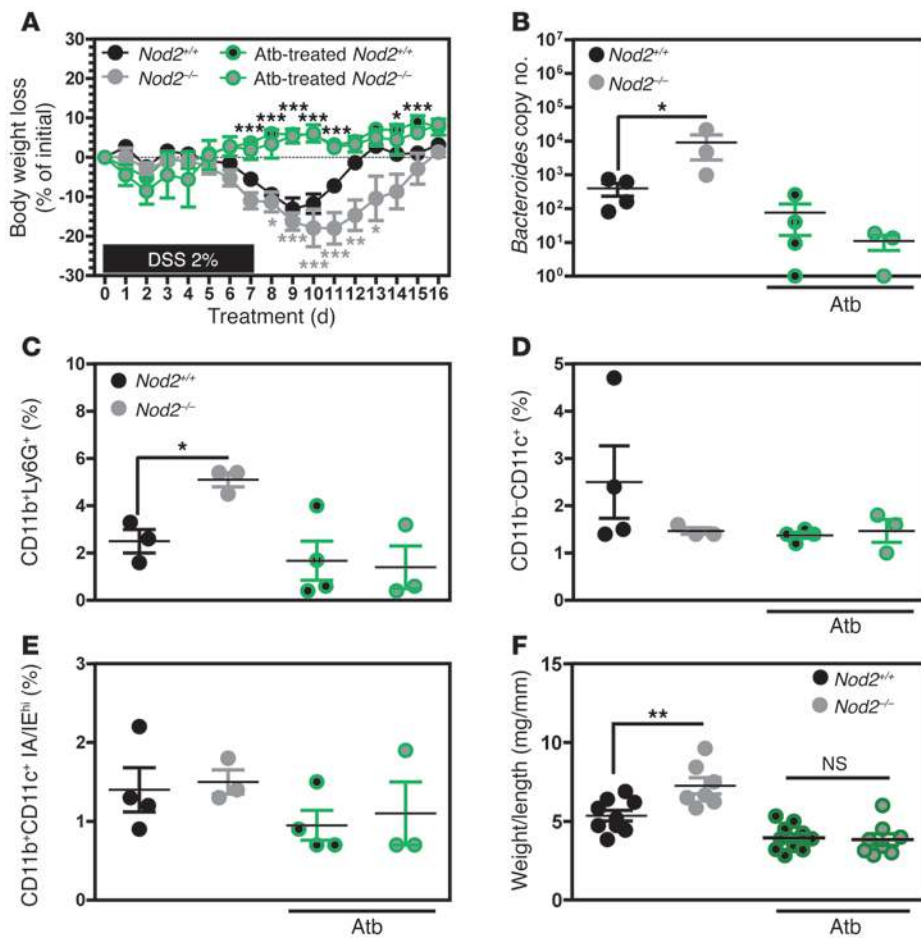 A
Body weight loss
(% of initial)
30
20
10
0
-10
-20
-30
Nod2+/+
Nod2–/–
Atb-treated Nod2+/+
Atb-treated Nod2–/–
***
***
***
***
***
*
***
*
***
***
***
**
*
DSS 2%
0 1 2 3 4 5 6 7 8 9 10 11 12 13 14 15 16
Treatment (d)
B
Bacteroides copy no.
10⁷
10⁶
10⁵
10⁴
10³
10²
10¹
10⁰
Nod2+/+
Nod2–/–
*
Atb
C
CD11b+Ly6G+ (%)
10
8
6
4
2
0
Nod2+/+
Nod2–/–
*
D
CD11b–CD11c+ (%)
5
4
3
2
1
0
Atb
E
CD11b+CD11c+ IA/IEhi (%)
3
2
1
0
Atb
F
Weight/length (mg/mm)
15
10
5
0
Nod2+/+
Nod2–/–
**
NS
Atb